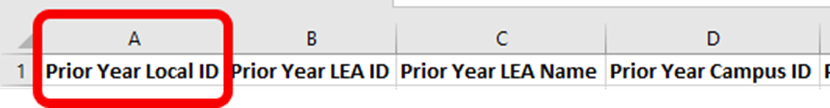 A B C D
1 Prior Year Local ID Prior Year LEA ID Prior Year LEA Name Prior Year Campus ID